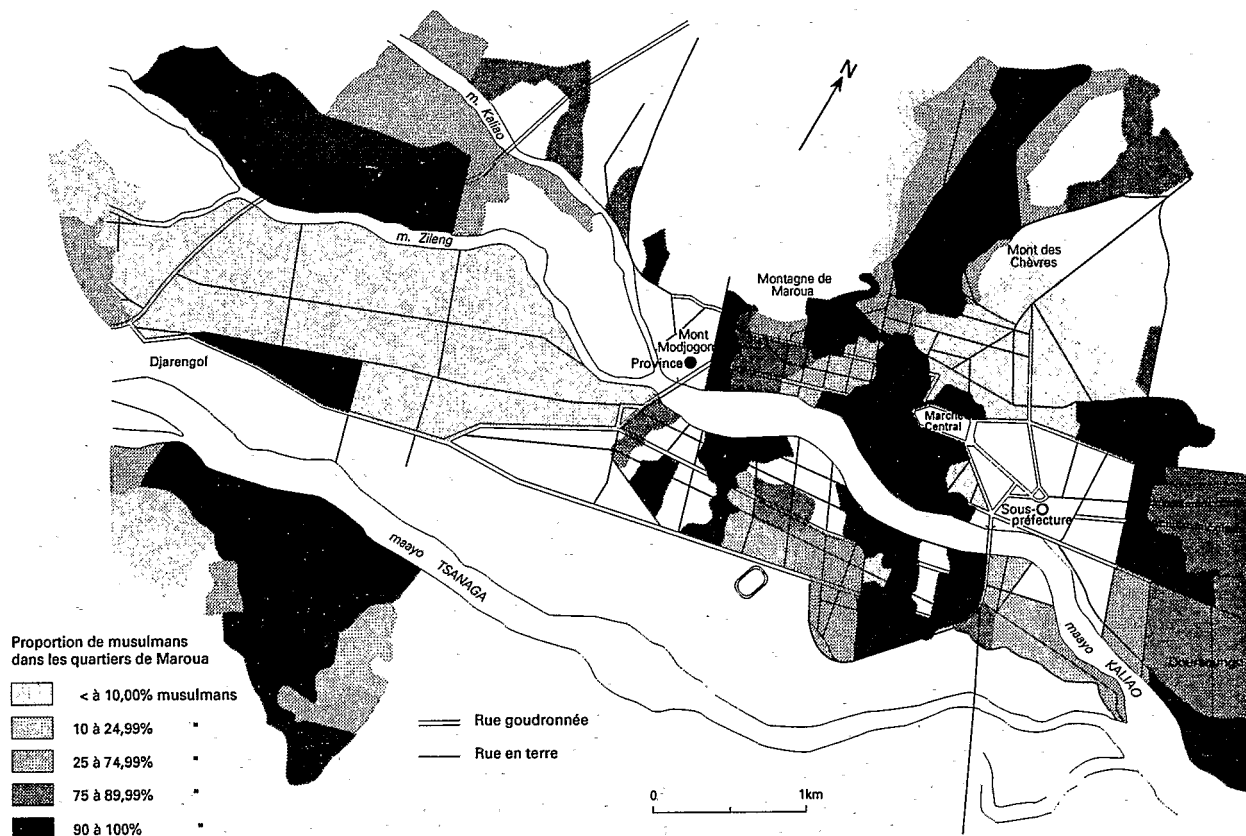 N
m. Kaliao
m. Zileng
Mont des
Chèvres
Montagne de
Maroua
Mont
Modjogoré
Province
Djarengol
Marché
Central
Sous-
préfecture
maayo TSANAGA
maayo KALIAO
Proportion de musulmans
dans les quartiers de Maroua
< à 10,00% musulmans
10 à 24,99% "
25 à 74,99% "
75 à 89,99% "
90 à 100% "
Rue goudronnée
Rue en terre
0 1km